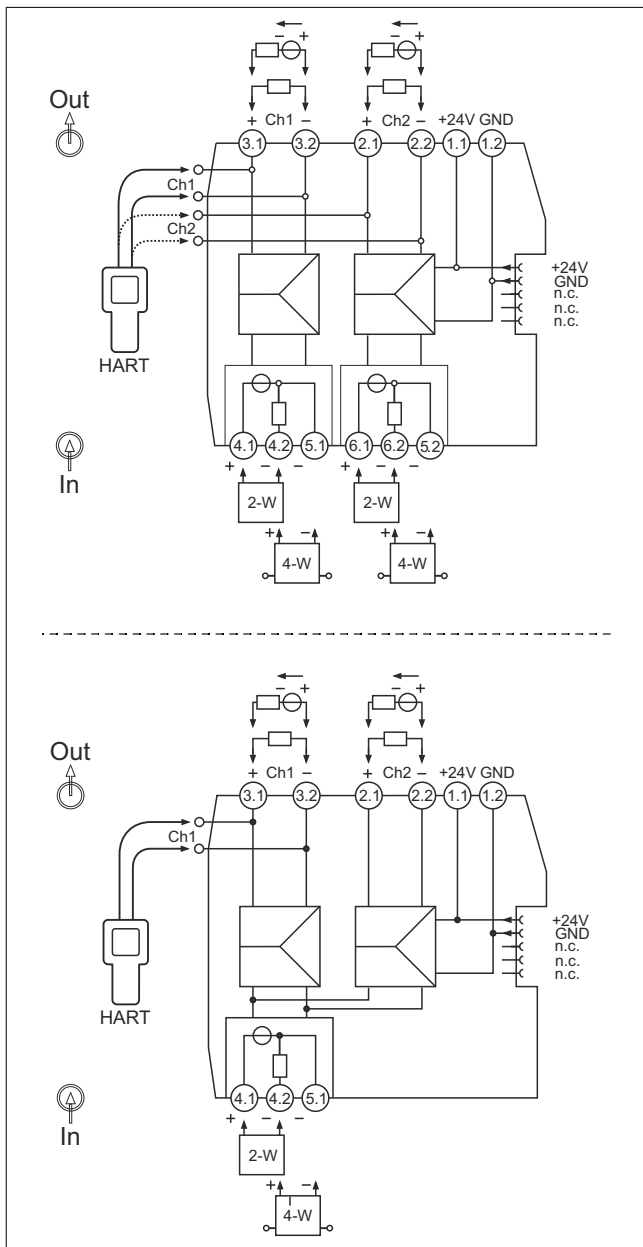 − +
− +
Out
+ Ch1 − + Ch2 − +24V GND
3.1 3.2 2.1 2.2 1.1 1.2
Ch1
Ch2
+24V
GND
n.c.
n.c.
n.c.
HART
4.1 4.2 5.1 6.1 6.2 5.2
+ − − + − −
In
2-W 2-W
+ − + −
4-W 4-W
− +
− +
Out
+ Ch1 − + Ch2 − +24V GND
3.1 3.2 2.1 2.2 1.1 1.2
Ch1
+24V
GND
n.c.
n.c.
n.c.
HART
4.1 4.2 5.1
+ − −
In
2-W
+ −
4-W